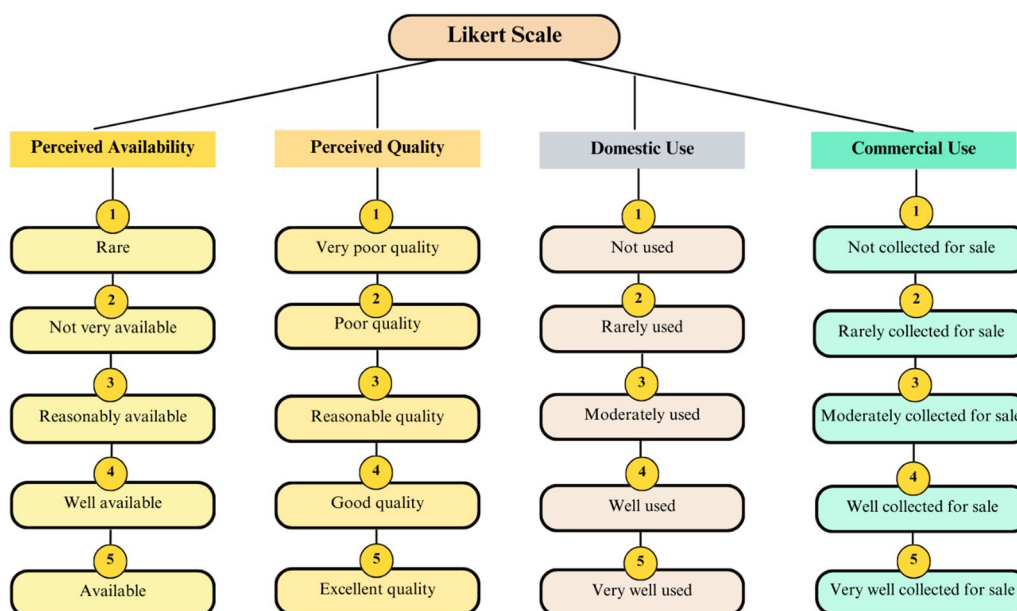 Likert Scale
Perceived Availability
1
Rare
2
Not very available
3
Reasonably available
4
Well available
5
Available
Perceived Quality
1
Very poor quality
2
Poor quality
3
Reasonable quality
4
Good quality
5
Excellent quality
Domestic Use
1
Not used
2
Rarely used
3
Moderately used
4
Well used
5
Very well used
Commercial Use
1
Not collected for sale
2
Rarely collected for sale
3
Moderately collected for sale
4
Well collected for sale
5
Very well collected for sale